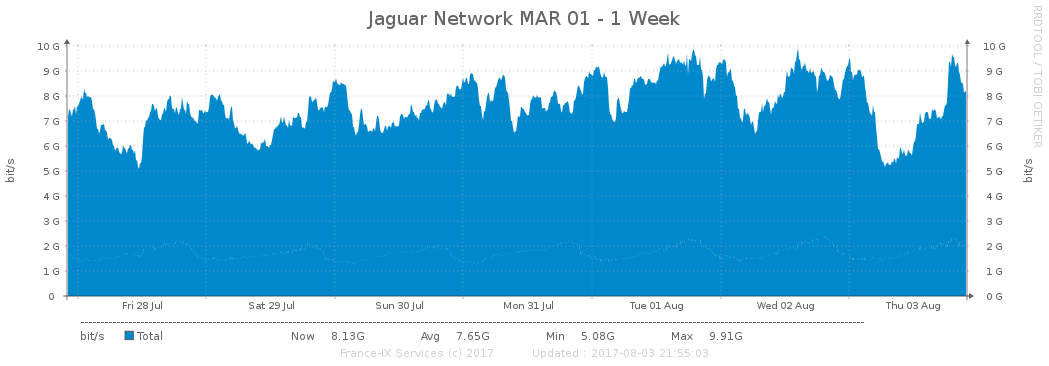 Jaguar Network MAR 01 - 1 Week
RRDTOOL / TOBI OETIKER
10 G 10 G
9 G 9 G
8 G 8 G
7 G 7 G
6 G 6 G
5 G 5 G
4 G 4 G
3 G 3 G
2 G 2 G
1 G 1 G
0 0 G
bit/s bit/s
Fri 28 Jul Sat 29 Jul Sun 30 Jul Mon 31 Jul Tue 01 Aug Wed 02 Aug Thu 03 Aug
bit/s Total Now 8.13G Avg 7.65G Min 5.08G Max 9.91G
France-IX Services (c) 2017 Updated : 2017-08-03 21:55:03